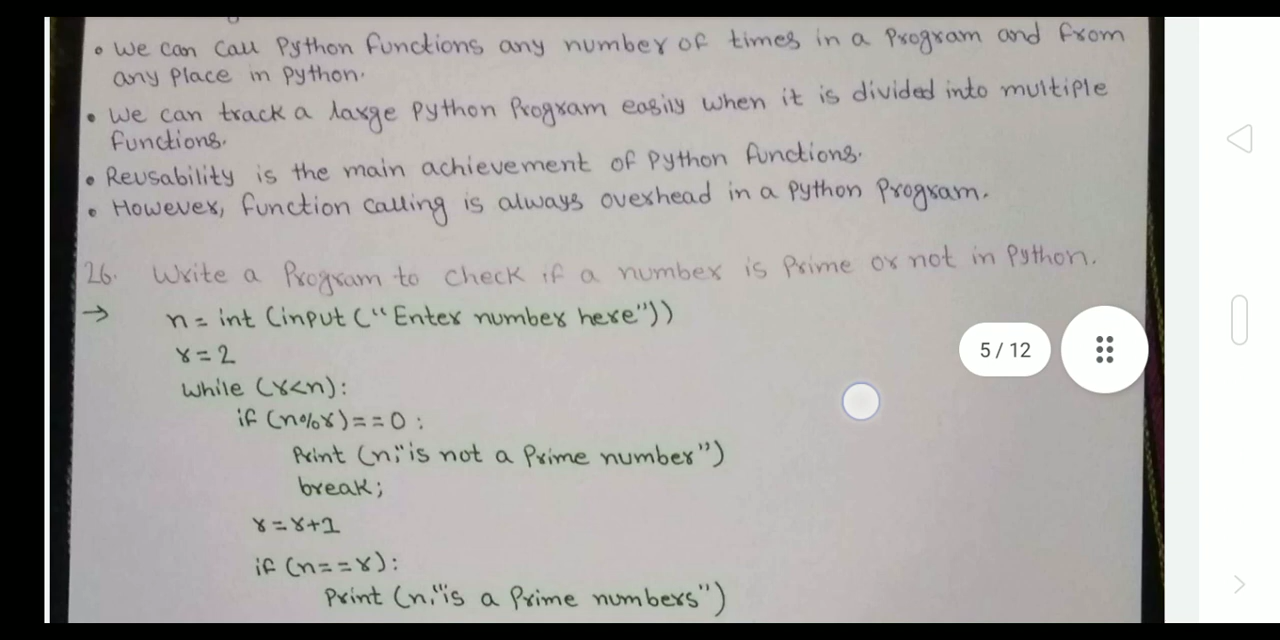 • We can call Python functions any number of times in a Program and from
any Place in Python.
• We can track a large Python Program easily when it is divided into multiple
functions.
• Reusability is the main achievement of Python functions.
• However, function calling is always overhead in a Python Program.
26. Write a Program to check if a number is Prime or not in Python.
→ n = int (input ("Enter number here"))
r = 2
while (r<n):
if (n%r)==0 :
Print (n,"is not a Prime number")
break;
r=r+1
if (n==r):
Print (n,"is a Prime numbers")
5 / 12